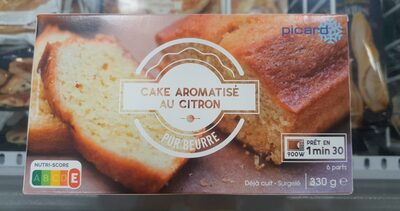 picard
CAKE AROMATISÉ
AU CITRON
PUR BEURRE
PRÊT EN
900W 1 min 30
6 parts
NUTRI-SCORE
A B C D E
Déjà cuit - Surgelé 330 g e